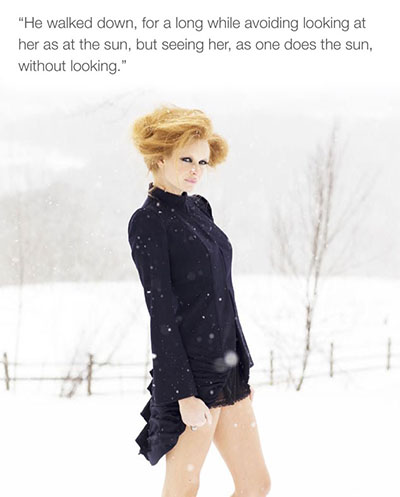 “He walked down, for a long while avoiding looking at
her as at the sun, but seeing her, as one does the sun,
without looking.”